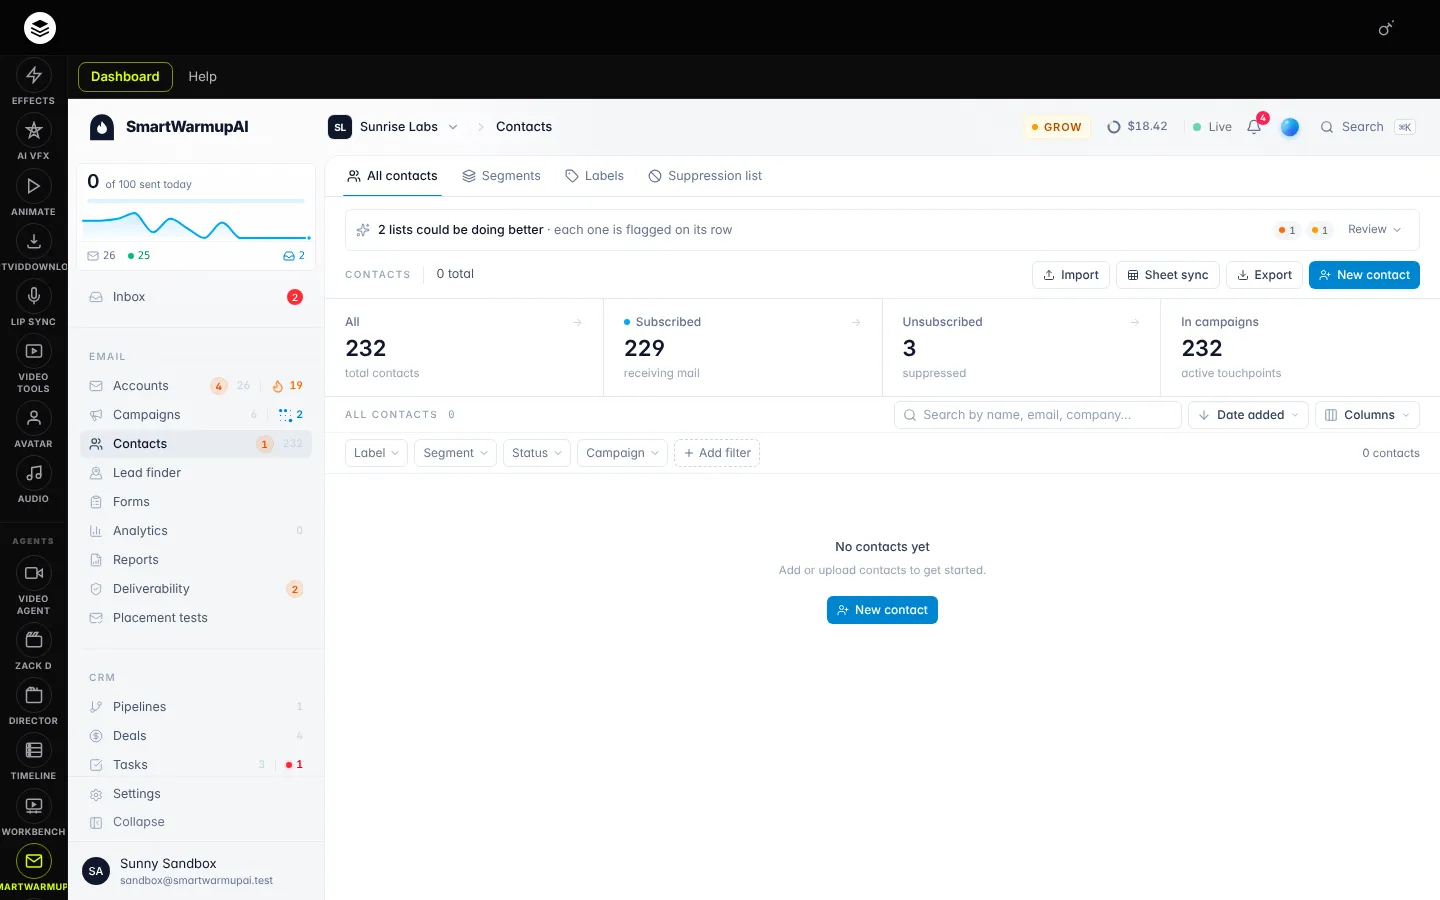 Dashboard Help
EFFECTS
AI VFX
ANIMATE
TVIDDOWNLO
LIP SYNC
VIDEO
TOOLS
AVATAR
AUDIO
AGENTS
VIDEO
AGENT
ZACK D
DIRECTOR
TIMELINE
WORKBENCH
MARTWARMUP
SmartWarmupAI
SL Sunrise Labs Contacts
GROW $18.42 Live 4 Search ⌘K
0 of 100 sent today
26 25 2
Inbox 2
EMAIL
Accounts 4 26 19
Campaigns 6 2
Contacts 1 232
Lead finder
Forms
Analytics 0
Reports
Deliverability 2
Placement tests
CRM
Pipelines 1
Deals 4
Tasks 3 1
Settings
Collapse
SA Sunny Sandbox
sandbox@smartwarmupai.test
All contacts Segments Labels Suppression list
2 lists could be doing better · each one is flagged on its row 1 1 Review
CONTACTS 0 total Import Sheet sync Export New contact
All Subscribed Unsubscribed In campaigns
232 229 3 232
total contacts receiving mail suppressed active touchpoints
ALL CONTACTS 0 Search by name, email, company... Date added Columns
Label Segment Status Campaign + Add filter 0 contacts
No contacts yet
Add or upload contacts to get started.
New contact